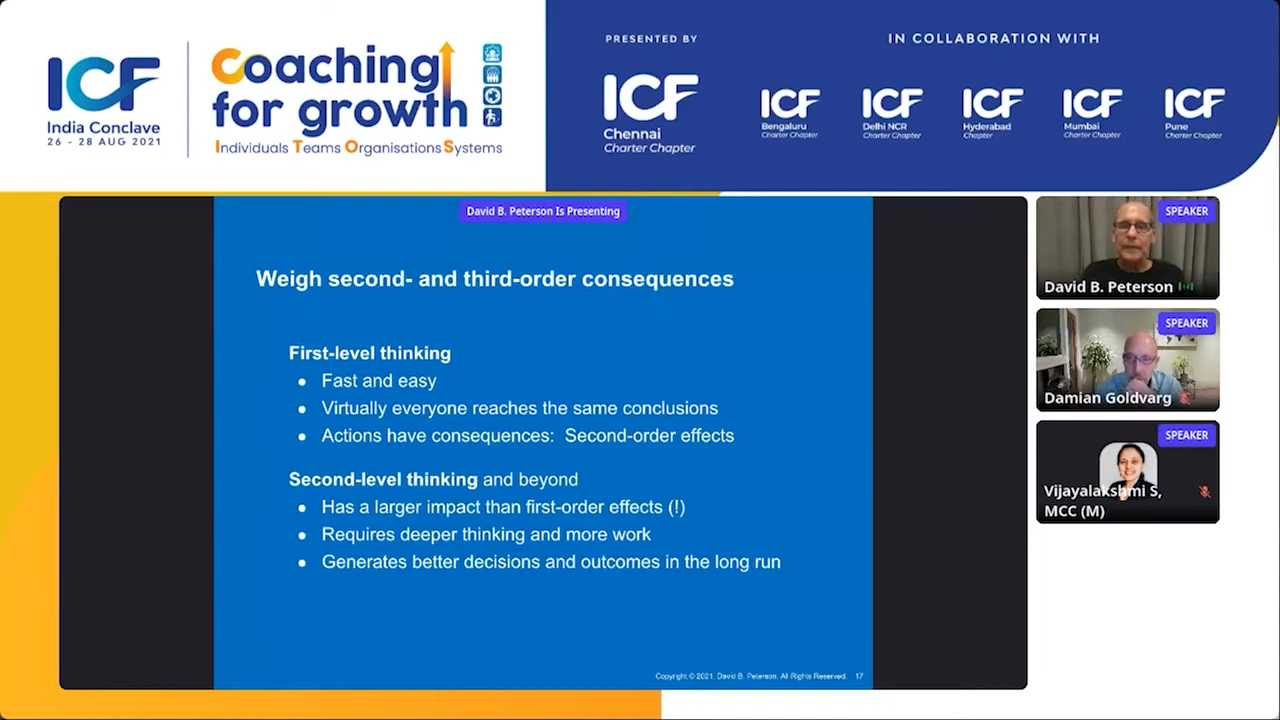 ICF
India Conclave
26 - 28 AUG 2021
Coaching
for growth
Individuals Teams Organisations Systems
PRESENTED BY
ICF
Chennai
Charter Chapter
IN COLLABORATION WITH
ICF
Bengaluru
Charter Chapter
ICF
Delhi NCR
Charter Chapter
ICF
Hyderabad
Chapter
ICF
Mumbai
Charter Chapter
ICF
Pune
Charter Chapter
David B. Peterson Is Presenting
Weigh second- and third-order consequences
First-level thinking
● Fast and easy
● Virtually everyone reaches the same conclusions
● Actions have consequences: Second-order effects
Second-level thinking and beyond
● Has a larger impact than first-order effects (!)
● Requires deeper thinking and more work
● Generates better decisions and outcomes in the long run
Copyright © 2021. David B. Peterson. All Rights Reserved. 17
SPEAKER
David B. Peterson
SPEAKER
Damian Goldvarg
SPEAKER
Vijayalakshmi S,
MCC (M)